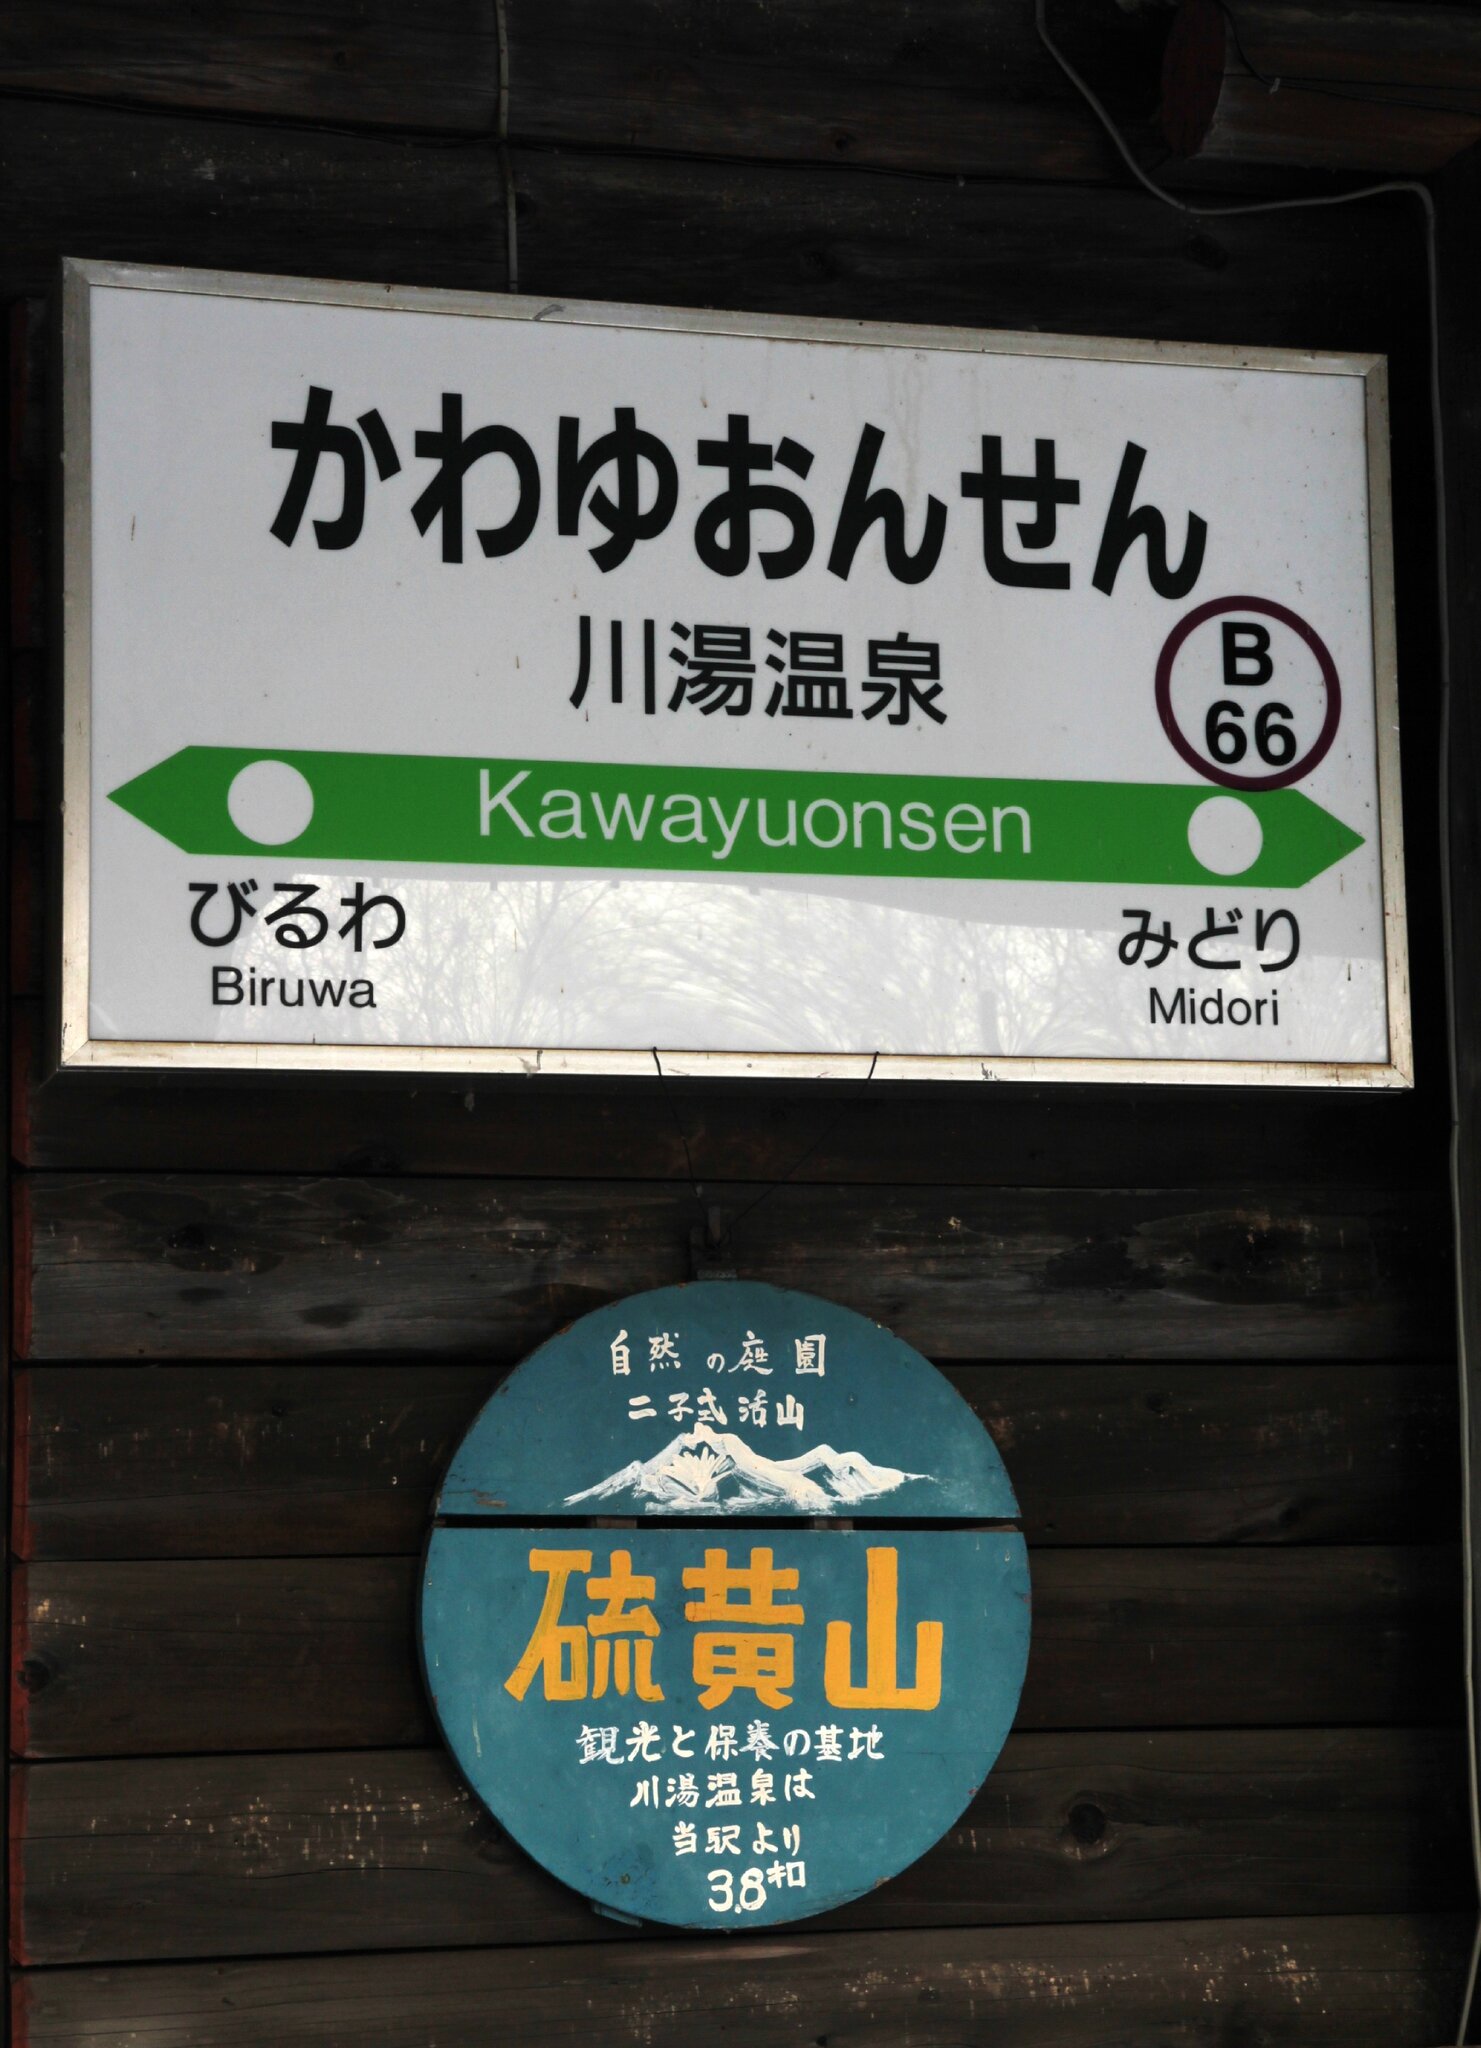 かわゆおんせん
川湯温泉
B
66
Kawayuonsen
びるわ
Biruwa
みどり
Midori
自然の庭園
二子式活山
硫黄山
観光と保養の基地
川湯温泉は
当駅より
3.8粁